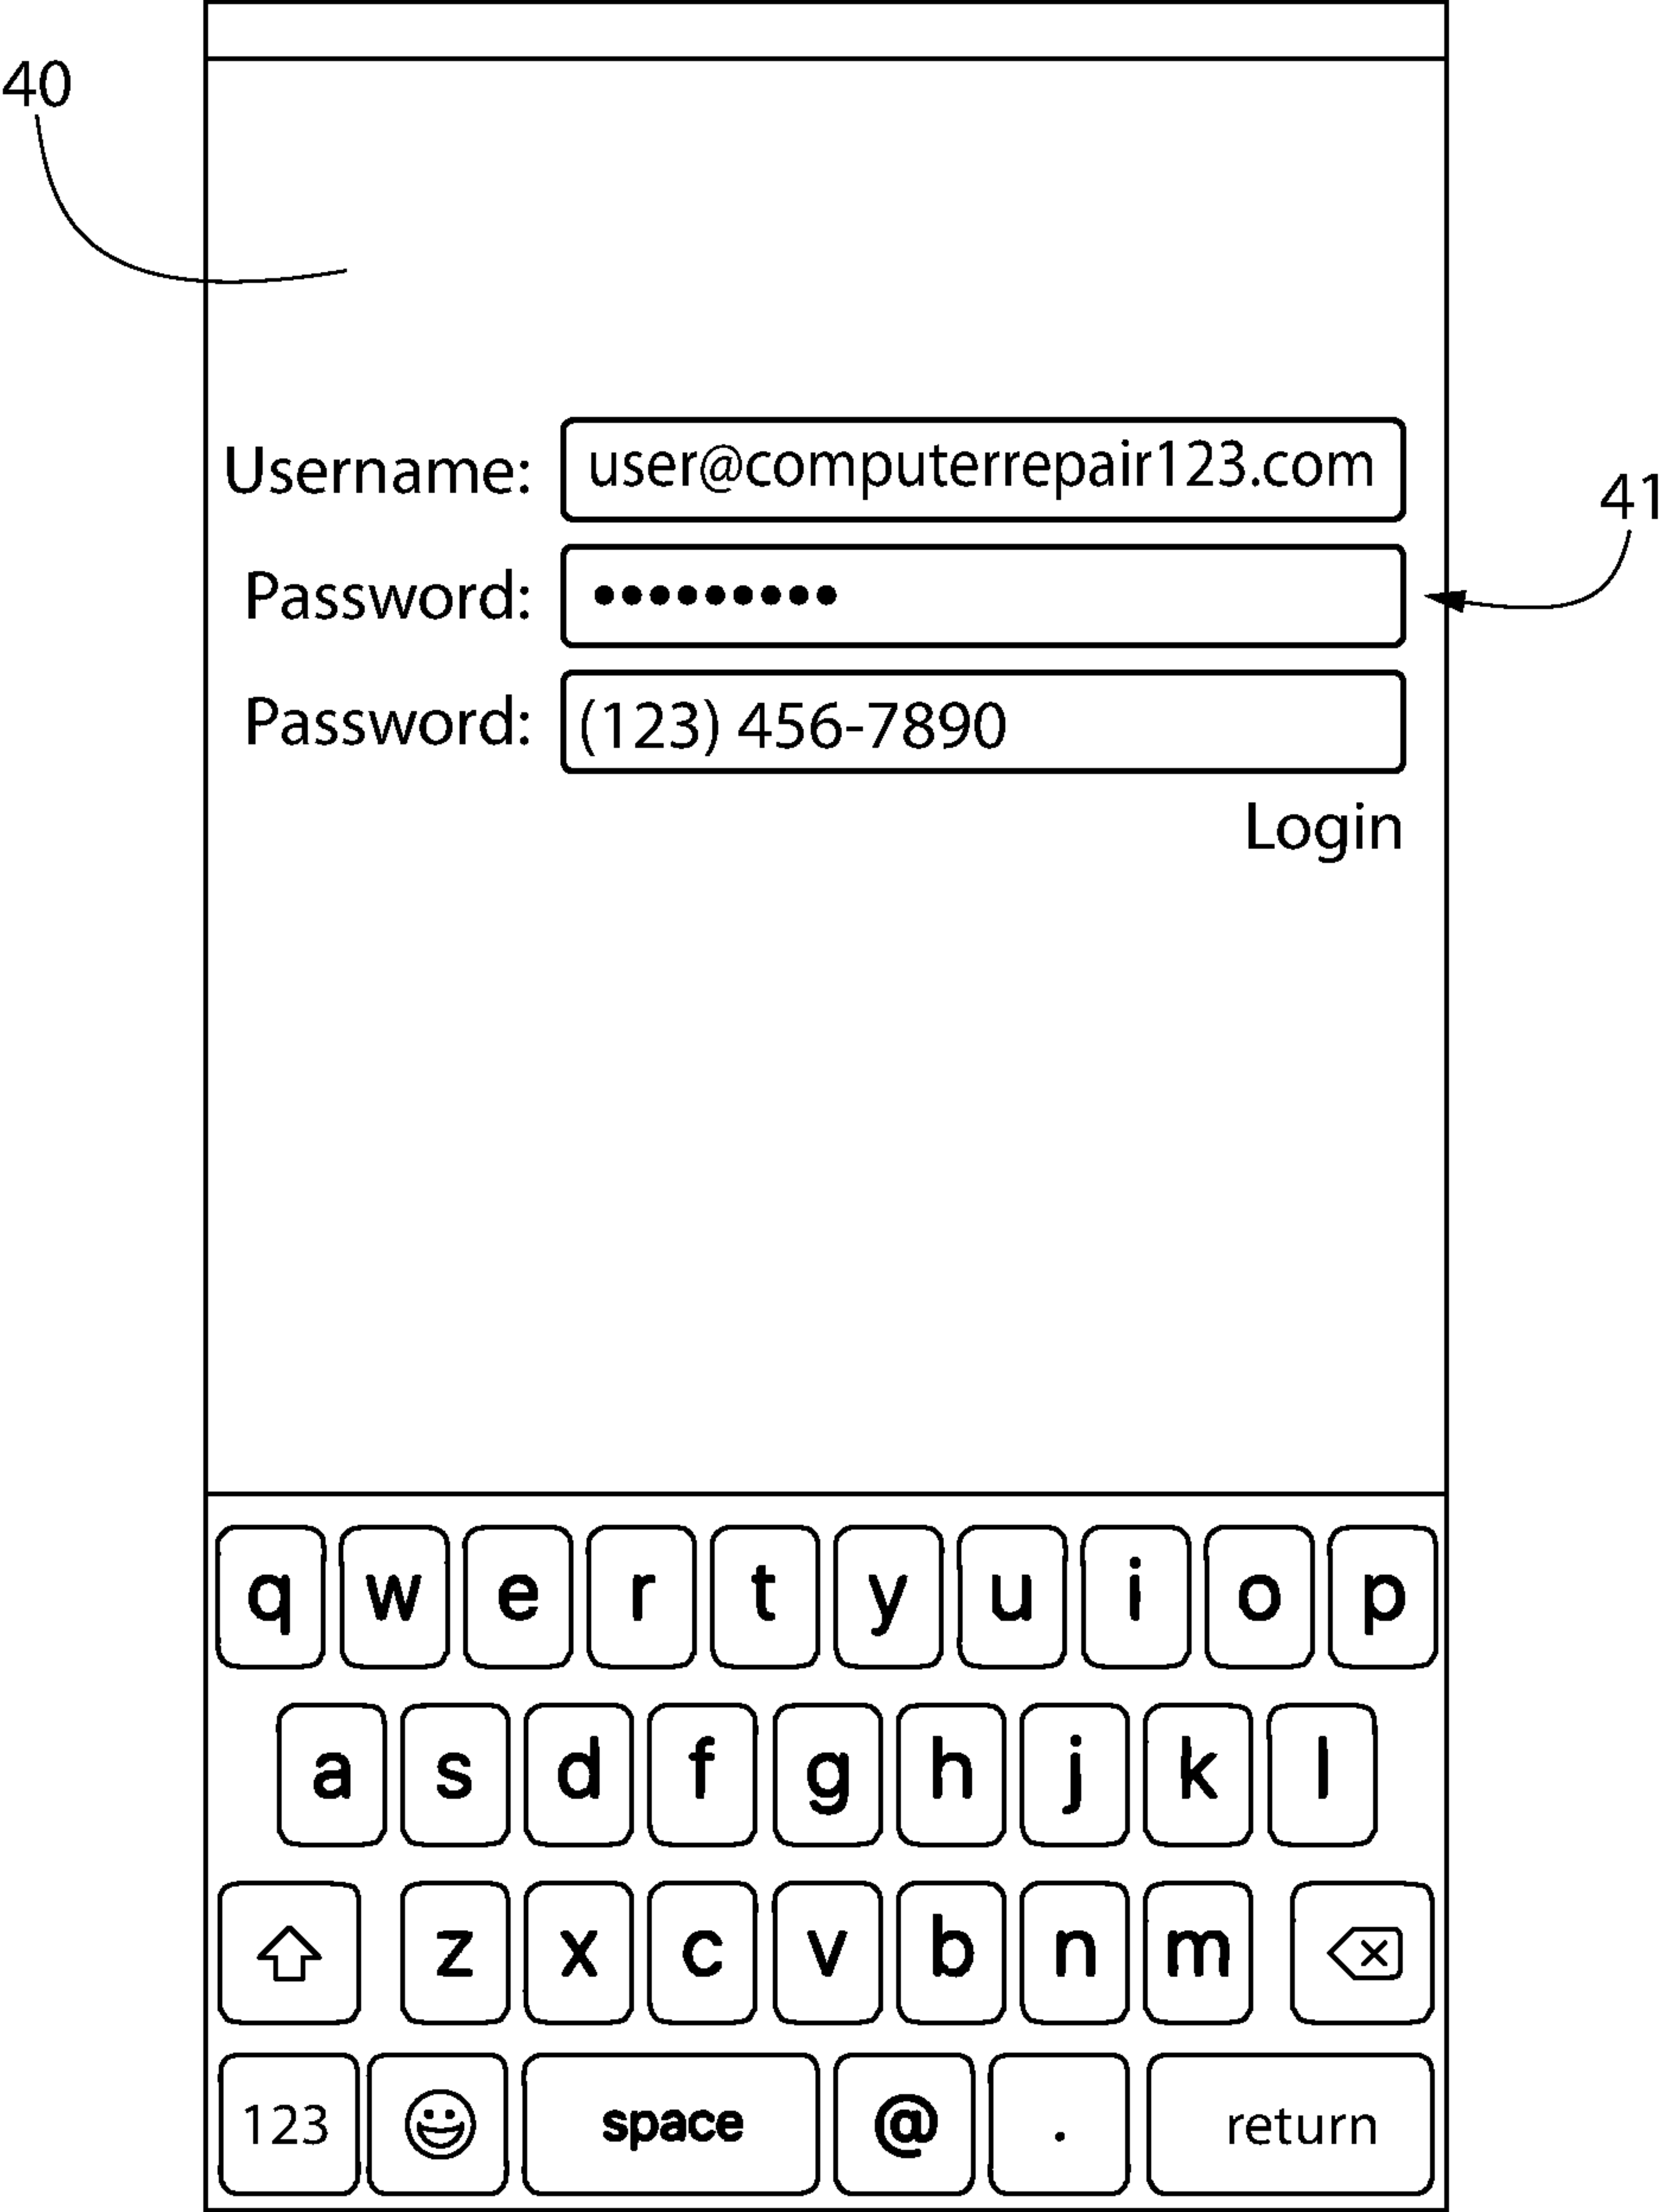 40
Username: user@computerrepair123.com
41
Password: •••••••••
Password: (123) 456-7890
Login
q w e r t y u i o p
a s d f g h j k l
z x c v b n m
123 space @ . return